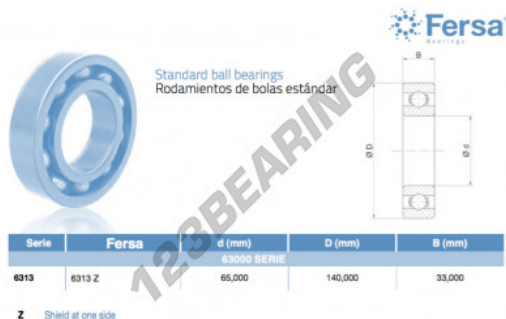 Fersa
Bearings
Standard ball bearings
Rodamientos de bolas estándar
B
Ø D
Ø d
123BEARING
Serie Fersa d (mm) D (mm) B (mm)
63000 SERIE
6313 6313 Z 65,000 140,000 33,000
Z Shield at one side